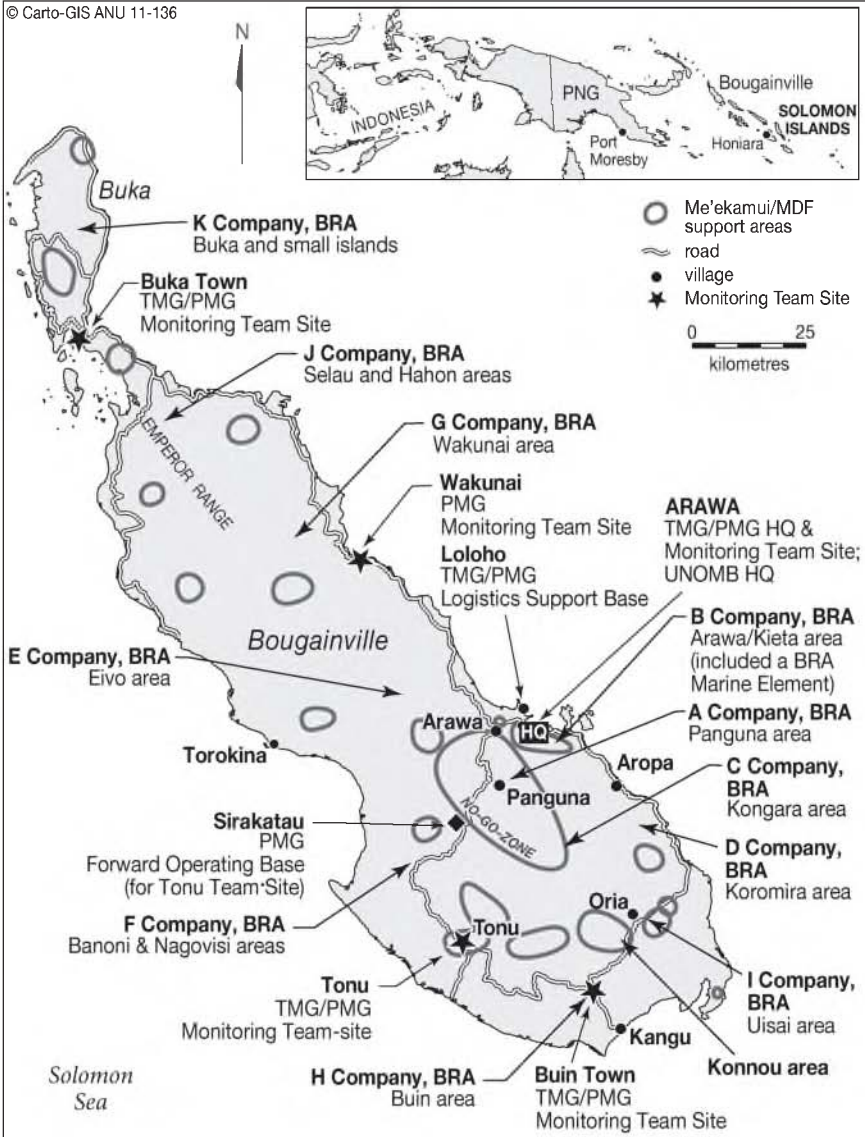 © Carto-GIS ANU 11-136
N
INDONESIA
PNG
Port
Moresby
Bougainville
SOLOMON
ISLANDS
Honiara
Me'ekamui/MDF
support areas
road
village
Monitoring Team Site
0 25
kilometres
Buka
K Company, BRA
Buka and small islands
Buka Town
TMG/PMG
Monitoring Team Site
J Company, BRA
Selau and Hahon areas
EMPEROR RANGE
G Company, BRA
Wakunai area
Wakunai
PMG
Monitoring Team Site
Loloho
TMG/PMG
Logistics Support Base
ARAWA
TMG/PMG HQ &
Monitoring Team Site;
UNOMB HQ
B Company, BRA
Arawa/Kieta area
(included a BRA
Marine Element)
Bougainville
E Company, BRA
Eivo area
Arawa
HQ
A Company, BRA
Panguna area
Torokina
Panguna
Aropa
C Company,
BRA
Kongara area
NO-GO-ZONE
Sirakatau
PMG
Forward Operating Base
(for Tonu Team Site)
D Company,
BRA
Koromira area
F Company, BRA
Banoni & Nagovisi areas
Oria
Tonu
Tonu
TMG/PMG
Monitoring Team-site
I Company,
BRA
Uisai area
Kangu
Konnou area
H Company, BRA
Buin area
Buin Town
TMG/PMG
Monitoring Team Site
Solomon
Sea